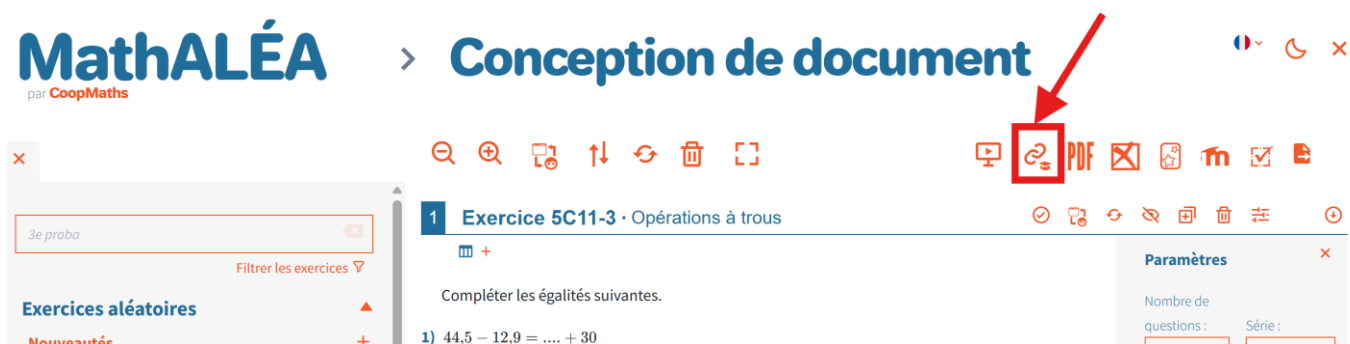 MathALÉA > Conception de document
par CoopMaths
PDF
1 Exercice 5C11-3 · Opérations à trous
3e proba
Filtrer les exercices
Paramètres
Exercices aléatoires
Compléter les égalités suivantes.
Nombre de
questions : Série :
Nouveautés
1) 44,5 − 12,9 = .... + 30